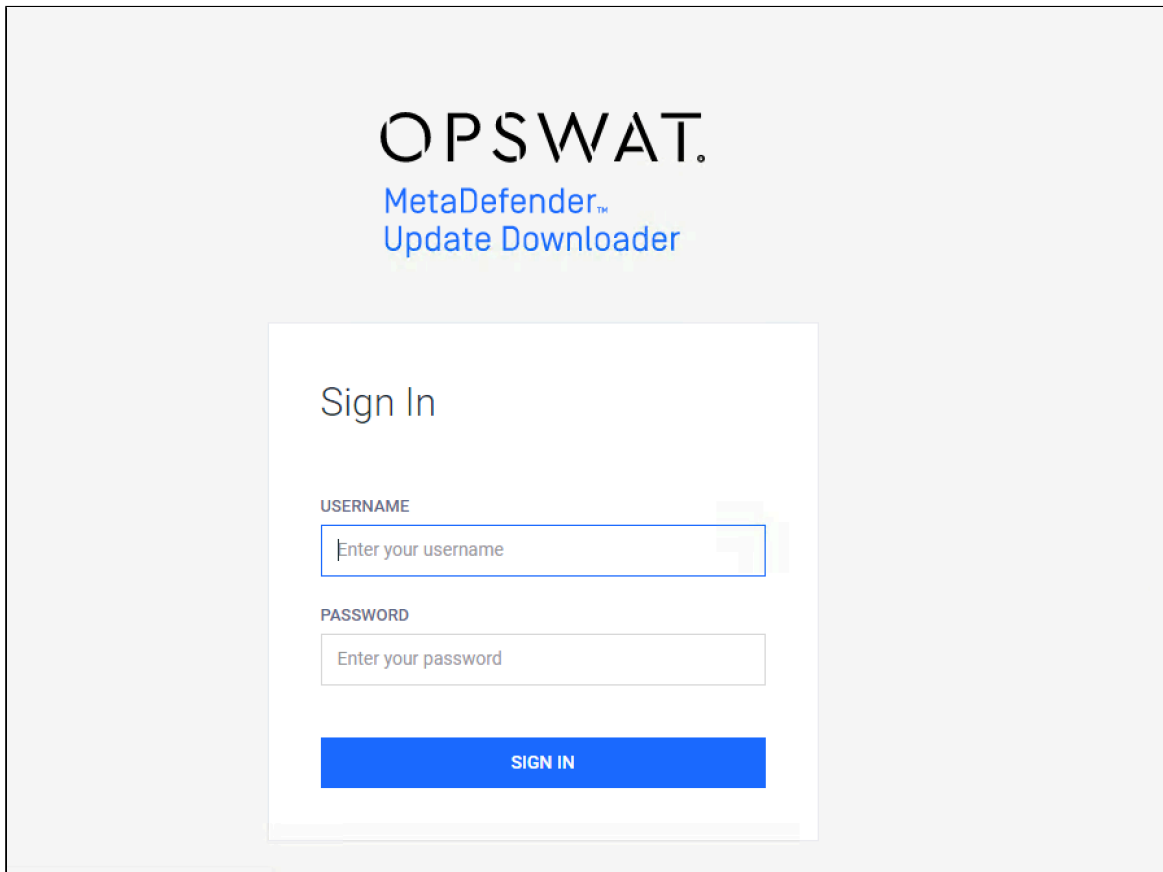 OPSWAT®
MetaDefender™
Update Downloader
Sign In
USERNAME
Enter your username
PASSWORD
Enter your password
SIGN IN